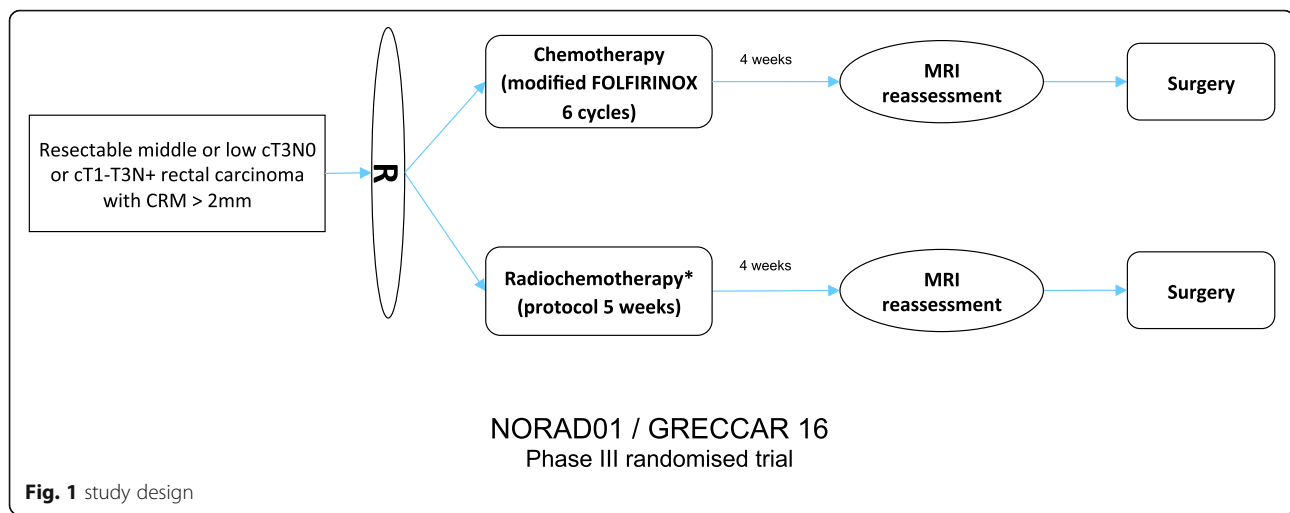 Resectable middle or low cT3N0
or cT1-T3N+ rectal carcinoma
with CRM > 2mm
R
Chemotherapy
(modified FOLFIRINOX
6 cycles)
4 weeks
MRI
reassessment
Surgery
Radiochemotherapy*
(protocol 5 weeks)
4 weeks
MRI
reassessment
Surgery
NORAD01 / GRECCAR 16
Phase III randomised trial
Fig. 1 study design